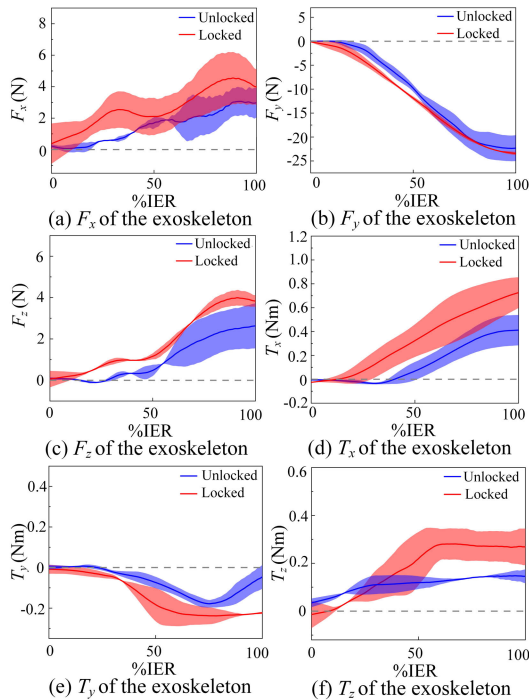 8
6
4
2
0
F_x (N)
Unlocked
Locked
0 50 100
%IER
(a) F_x of the exoskeleton
5
0
-5
-10
-15
-20
-25
F_y (N)
Unlocked
Locked
0 50 100
%IER
(b) F_y of the exoskeleton
6
4
2
0
F_z (N)
Unlocked
Locked
0 50 100
%IER
(c) F_z of the exoskeleton
1.2
1.0
0.8
0.6
0.4
0.2
0
-0.2
T_x (Nm)
Unlocked
Locked
0 50 100
%IER
(d) T_x of the exoskeleton
0.4
0.2
0
-0.2
T_y (Nm)
Unlocked
Locked
0 50 100
%IER
(e) T_y of the exoskeleton
0.6
0.4
0.2
0
T_z (Nm)
Unlocked
Locked
0 50 100
%IER
(f) T_z of the exoskeleton